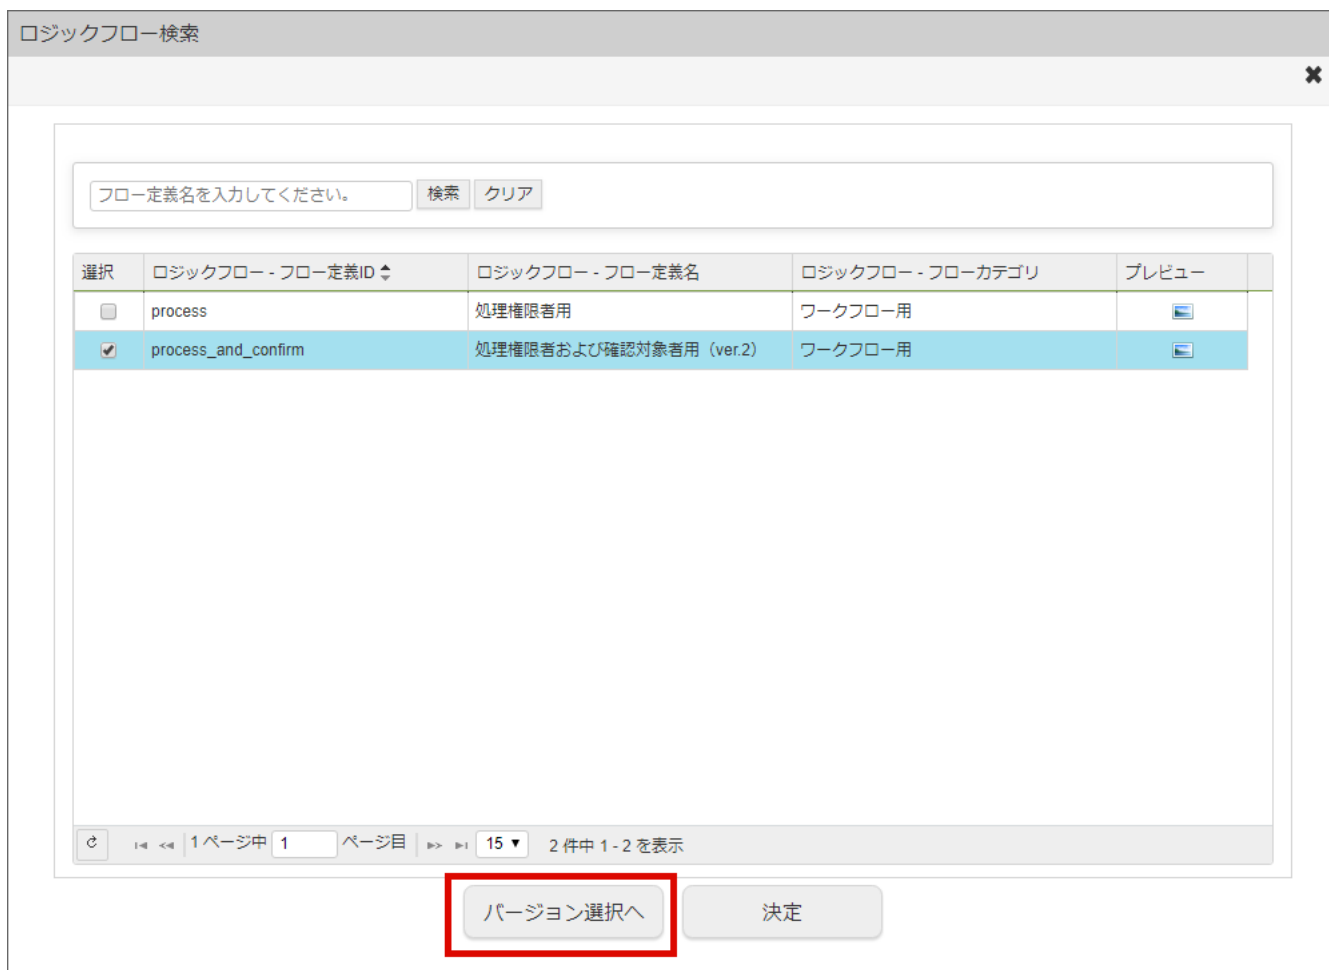 ロジックフロー検索
フロー定義名を入力してください。 検索 クリア
選択 ロジックフロー - フロー定義ID ロジックフロー - フロー定義名 ロジックフロー - フローカテゴリ プレビュー
process 処理権限者用 ワークフロー用
process_and_confirm 処理権限者および確認対象者用（ver.2） ワークフロー用
1 ページ中 1 ページ目 15 2 件中 1 - 2 を表示
バージョン選択へ 決定